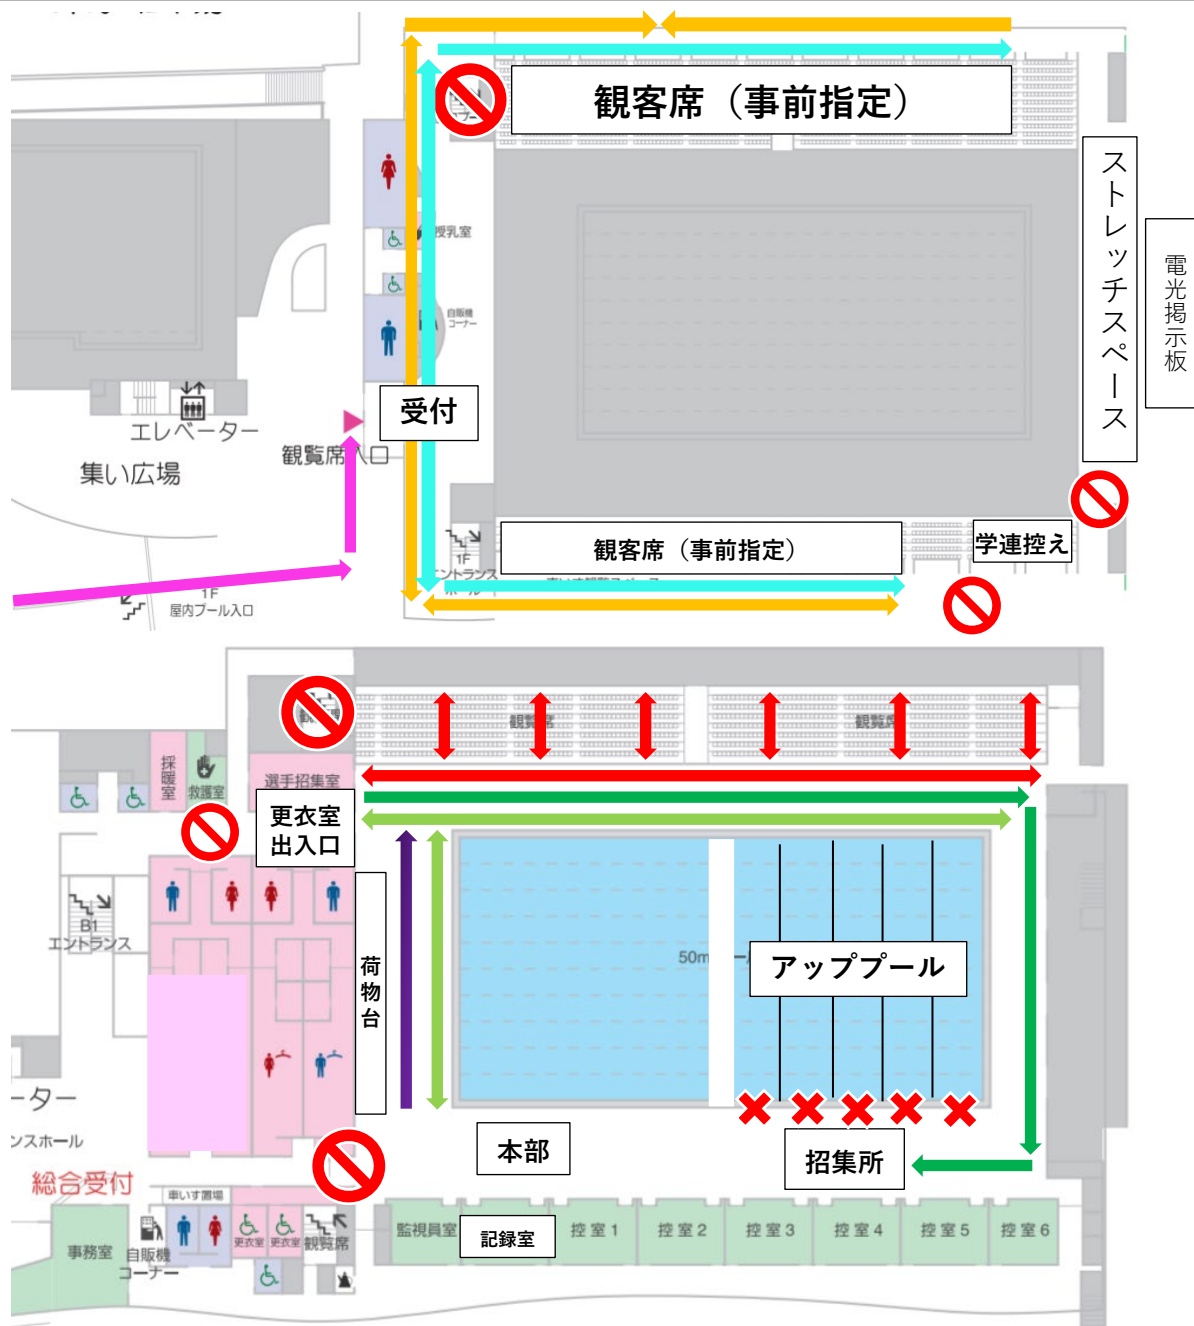 観客席（事前指定）
プー
ストレッチスペース
電光掲示板
授乳室
自販機
コーナー
受付
エレベーター
観覧席入口
集い広場
観客席（事前指定）
学連控え
1F
エントランス
ホール
1F
屋内プール入口
観覧席
観覧席
採暖室
救護室
選手招集室
更衣室
出入口
B1
エントランス
荷物台
50m
アッププール
ーター
ンスホール
本部
招集所
総合受付
車いす置場
事務室
自販機
コーナー
更衣室
更衣室
観覧席
監視員室
記録室
控室1
控室2
控室3
控室4
控室5
控室6